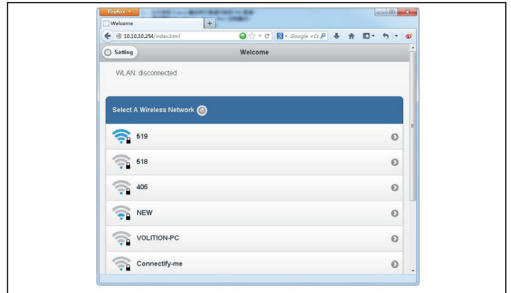 Firefox
Welcome
+
10.10.10.254/index.html
Google
Setting
Welcome
WLAN: disconnected
Select A Wireless Network
519
518
406
NEW
VOLITION-PC
Connectify-me